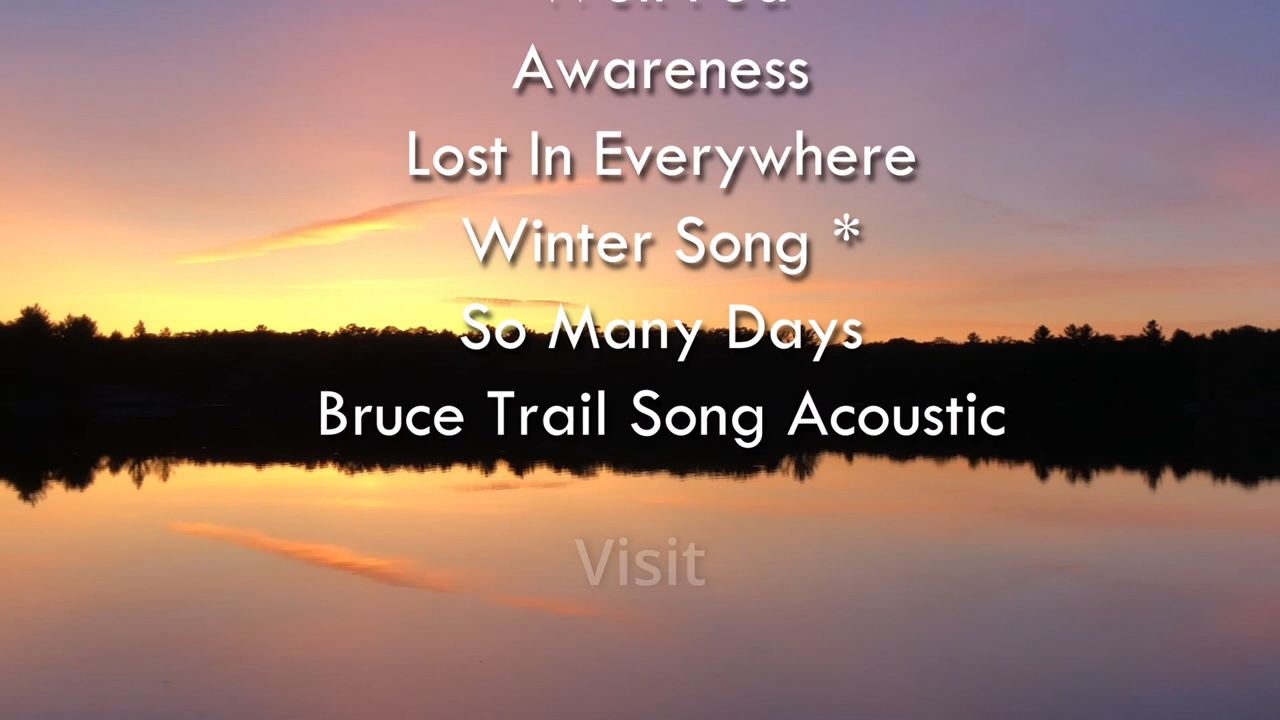 Awareness
Lost In Everywhere
Winter Song *
So Many Days
Bruce Trail Song Acoustic
Visit